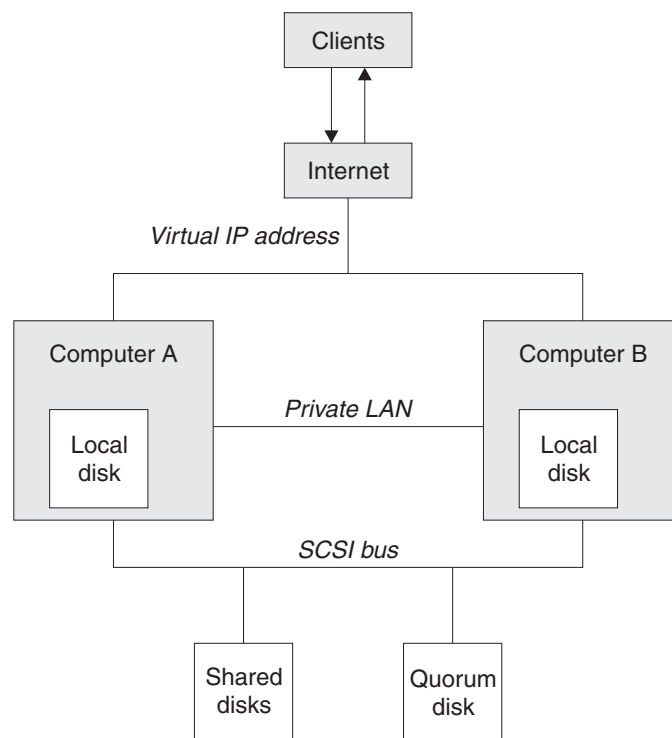 Clients
Internet
Virtual IP address
Computer A
Computer B
Private LAN
Local
disk
Local
disk
SCSI bus
Shared
disks
Quorum
disk